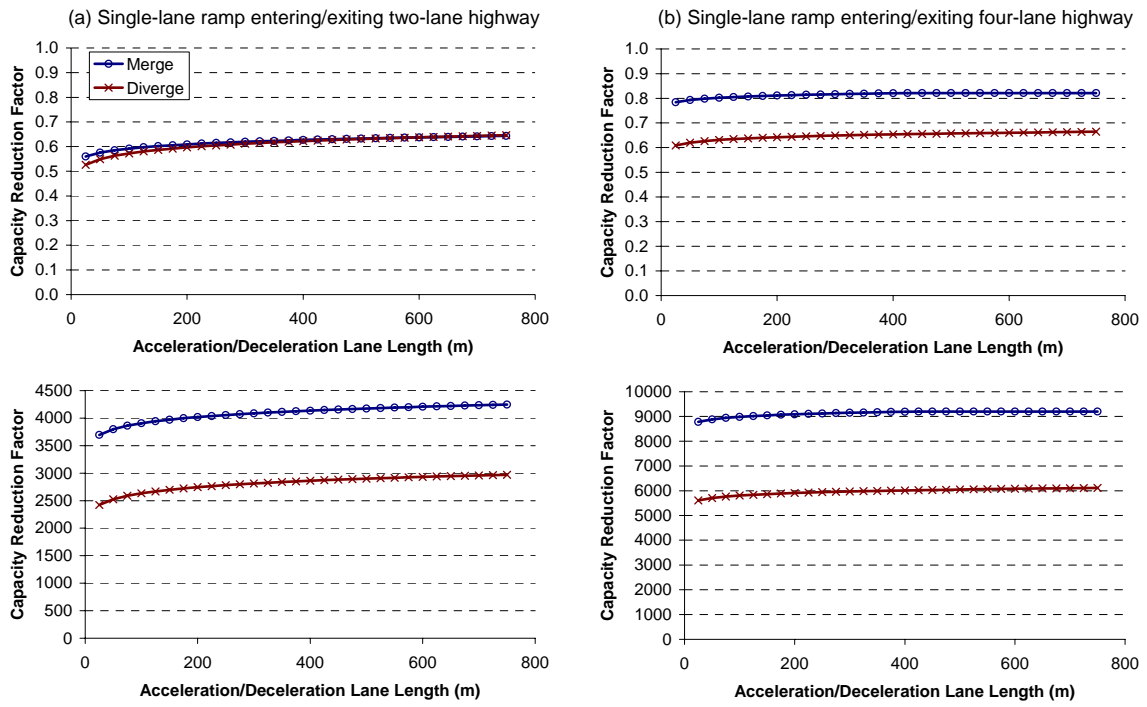 (a) Single-lane ramp entering/exiting two-lane highway
1.0
0.9
0.8
0.7
0.6
0.5
0.4
0.3
0.2
0.1
0.0
Capacity Reduction Factor
Merge
Diverge
0 200 400 600 800
Acceleration/Deceleration Lane Length (m)
(b) Single-lane ramp entering/exiting four-lane highway
1.0
0.9
0.8
0.7
0.6
0.5
0.4
0.3
0.2
0.1
0.0
Capacity Reduction Factor
0 200 400 600 800
Acceleration/Deceleration Lane Length (m)
4500
4000
3500
3000
2500
2000
1500
1000
500
0
Capacity Reduction Factor
0 200 400 600 800
Acceleration/Deceleration Lane Length (m)
10000
9000
8000
7000
6000
5000
4000
3000
2000
1000
0
Capacity Reduction Factor
0 200 400 600 800
Acceleration/Deceleration Lane Length (m)